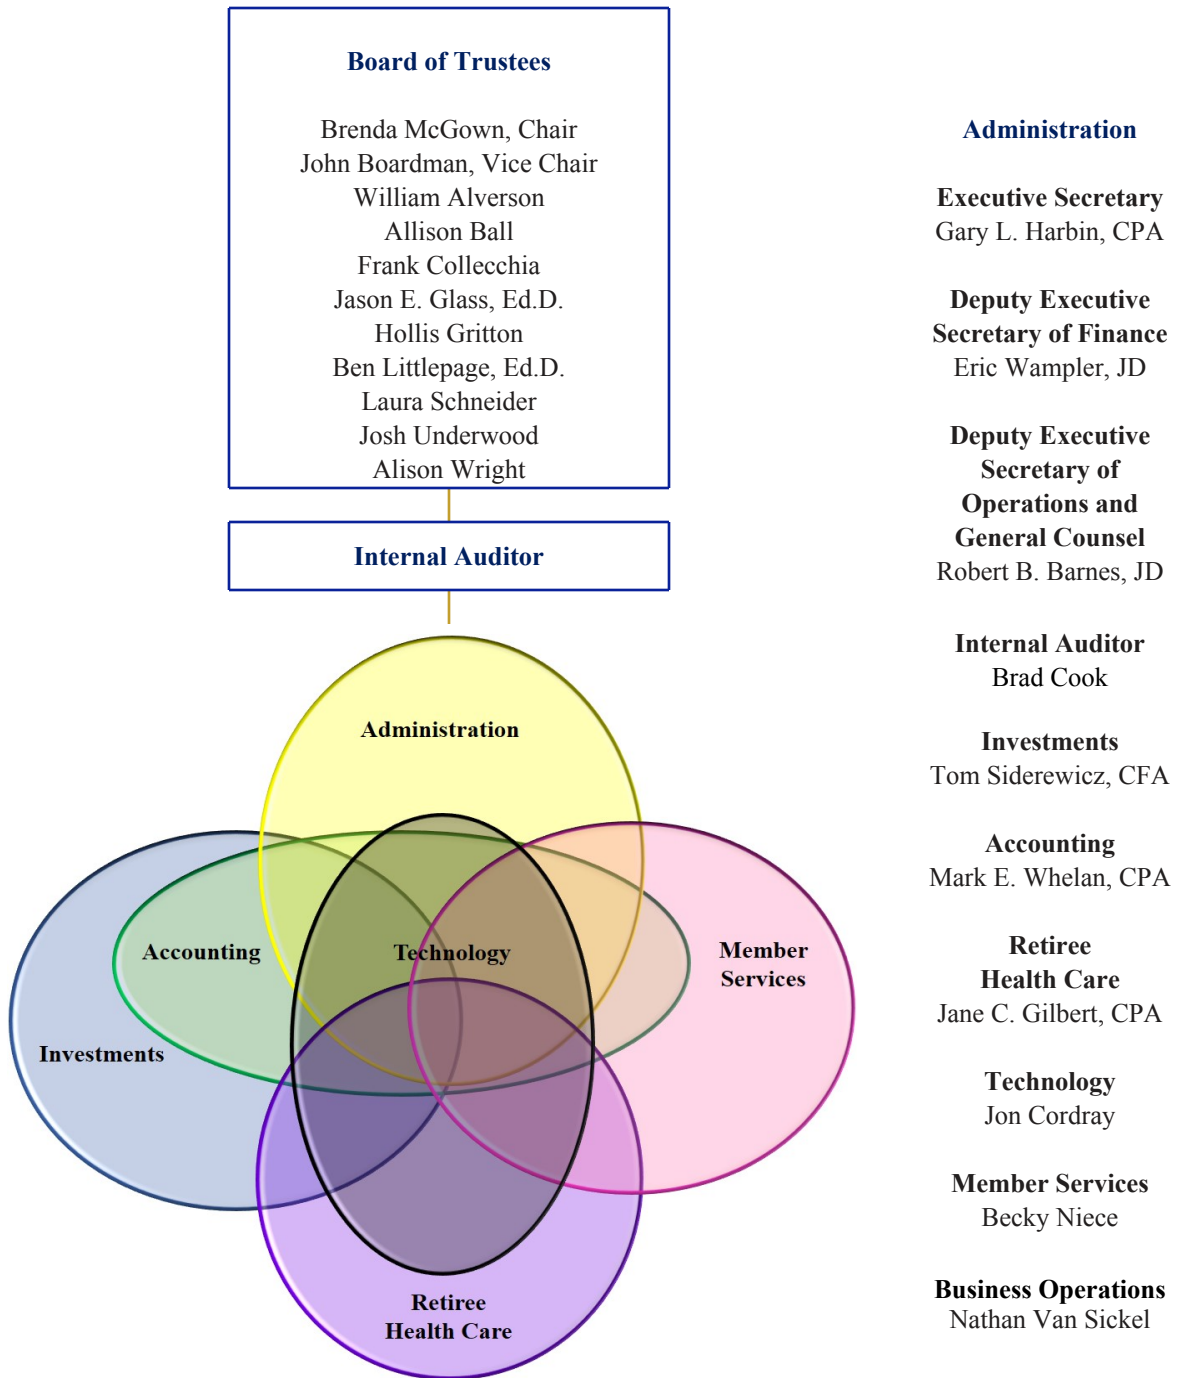 Board of Trustees
Brenda McGown, Chair
John Boardman, Vice Chair
William Alverson
Allison Ball
Frank Collecchia
Jason E. Glass, Ed.D.
Hollis Gritton
Ben Littlepage, Ed.D.
Laura Schneider
Josh Underwood
Alison Wright
Internal Auditor
Administration
Accounting
Technology
Member
Services
Investments
Retiree
Health Care
Administration
Executive Secretary
Gary L. Harbin, CPA
Deputy Executive
Secretary of Finance
Eric Wampler, JD
Deputy Executive
Secretary of
Operations and
General Counsel
Robert B. Barnes, JD
Internal Auditor
Brad Cook
Investments
Tom Siderewicz, CFA
Accounting
Mark E. Whelan, CPA
Retiree
Health Care
Jane C. Gilbert, CPA
Technology
Jon Cordray
Member Services
Becky Niece
Business Operations
Nathan Van Sickel